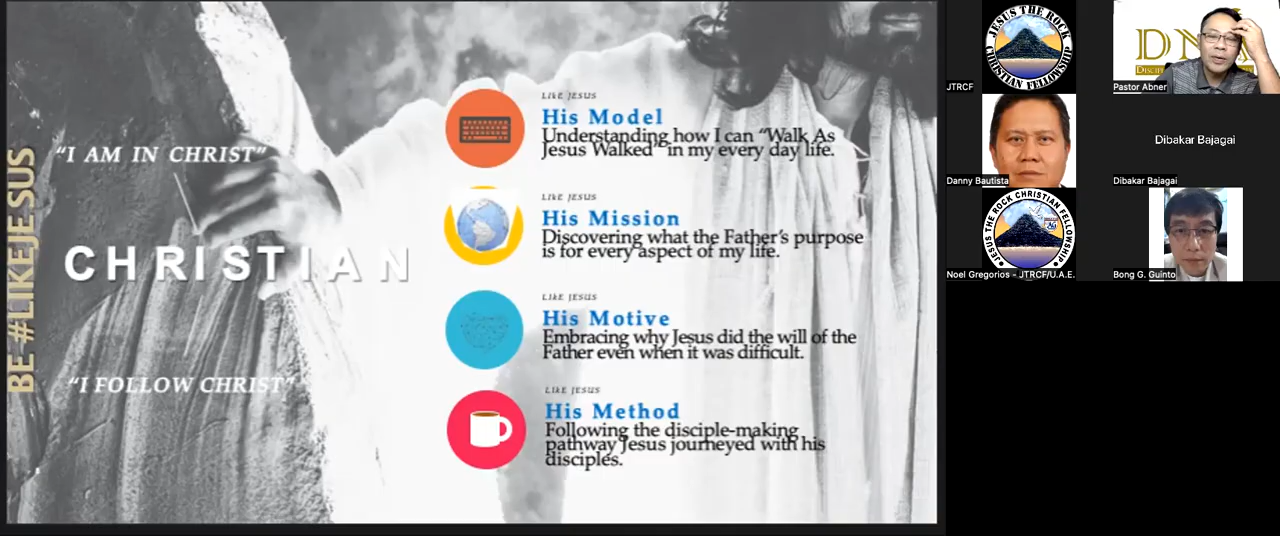 BE #LIKEJESUS
"I AM IN CHRIST"
CHRISTIAN
"I FOLLOW CHRIST"
LIKE JESUS
His Model
Understanding how I can “Walk As
Jesus Walked” in my every day life.
LIKE JESUS
His Mission
Discovering what the Father’s purpose
is for every aspect of my life.
LIKE JESUS
His Motive
Embracing why Jesus did the will of the
Father even when it was difficult.
LIKE JESUS
His Method
Following the disciple-making
pathway Jesus journeyed with his
disciples.
JESUS THE ROCK
CHRISTIAN FELLOWSHIP
JTRCF
Pastor Abner
Danny Bautista
Dibakar Bajagai
Dibakar Bajagai
JESUS THE ROCK CHRISTIAN FELLOWSHIP
Noel Gregorios - JTRCF/U.A.E.
Bong G. Guinto